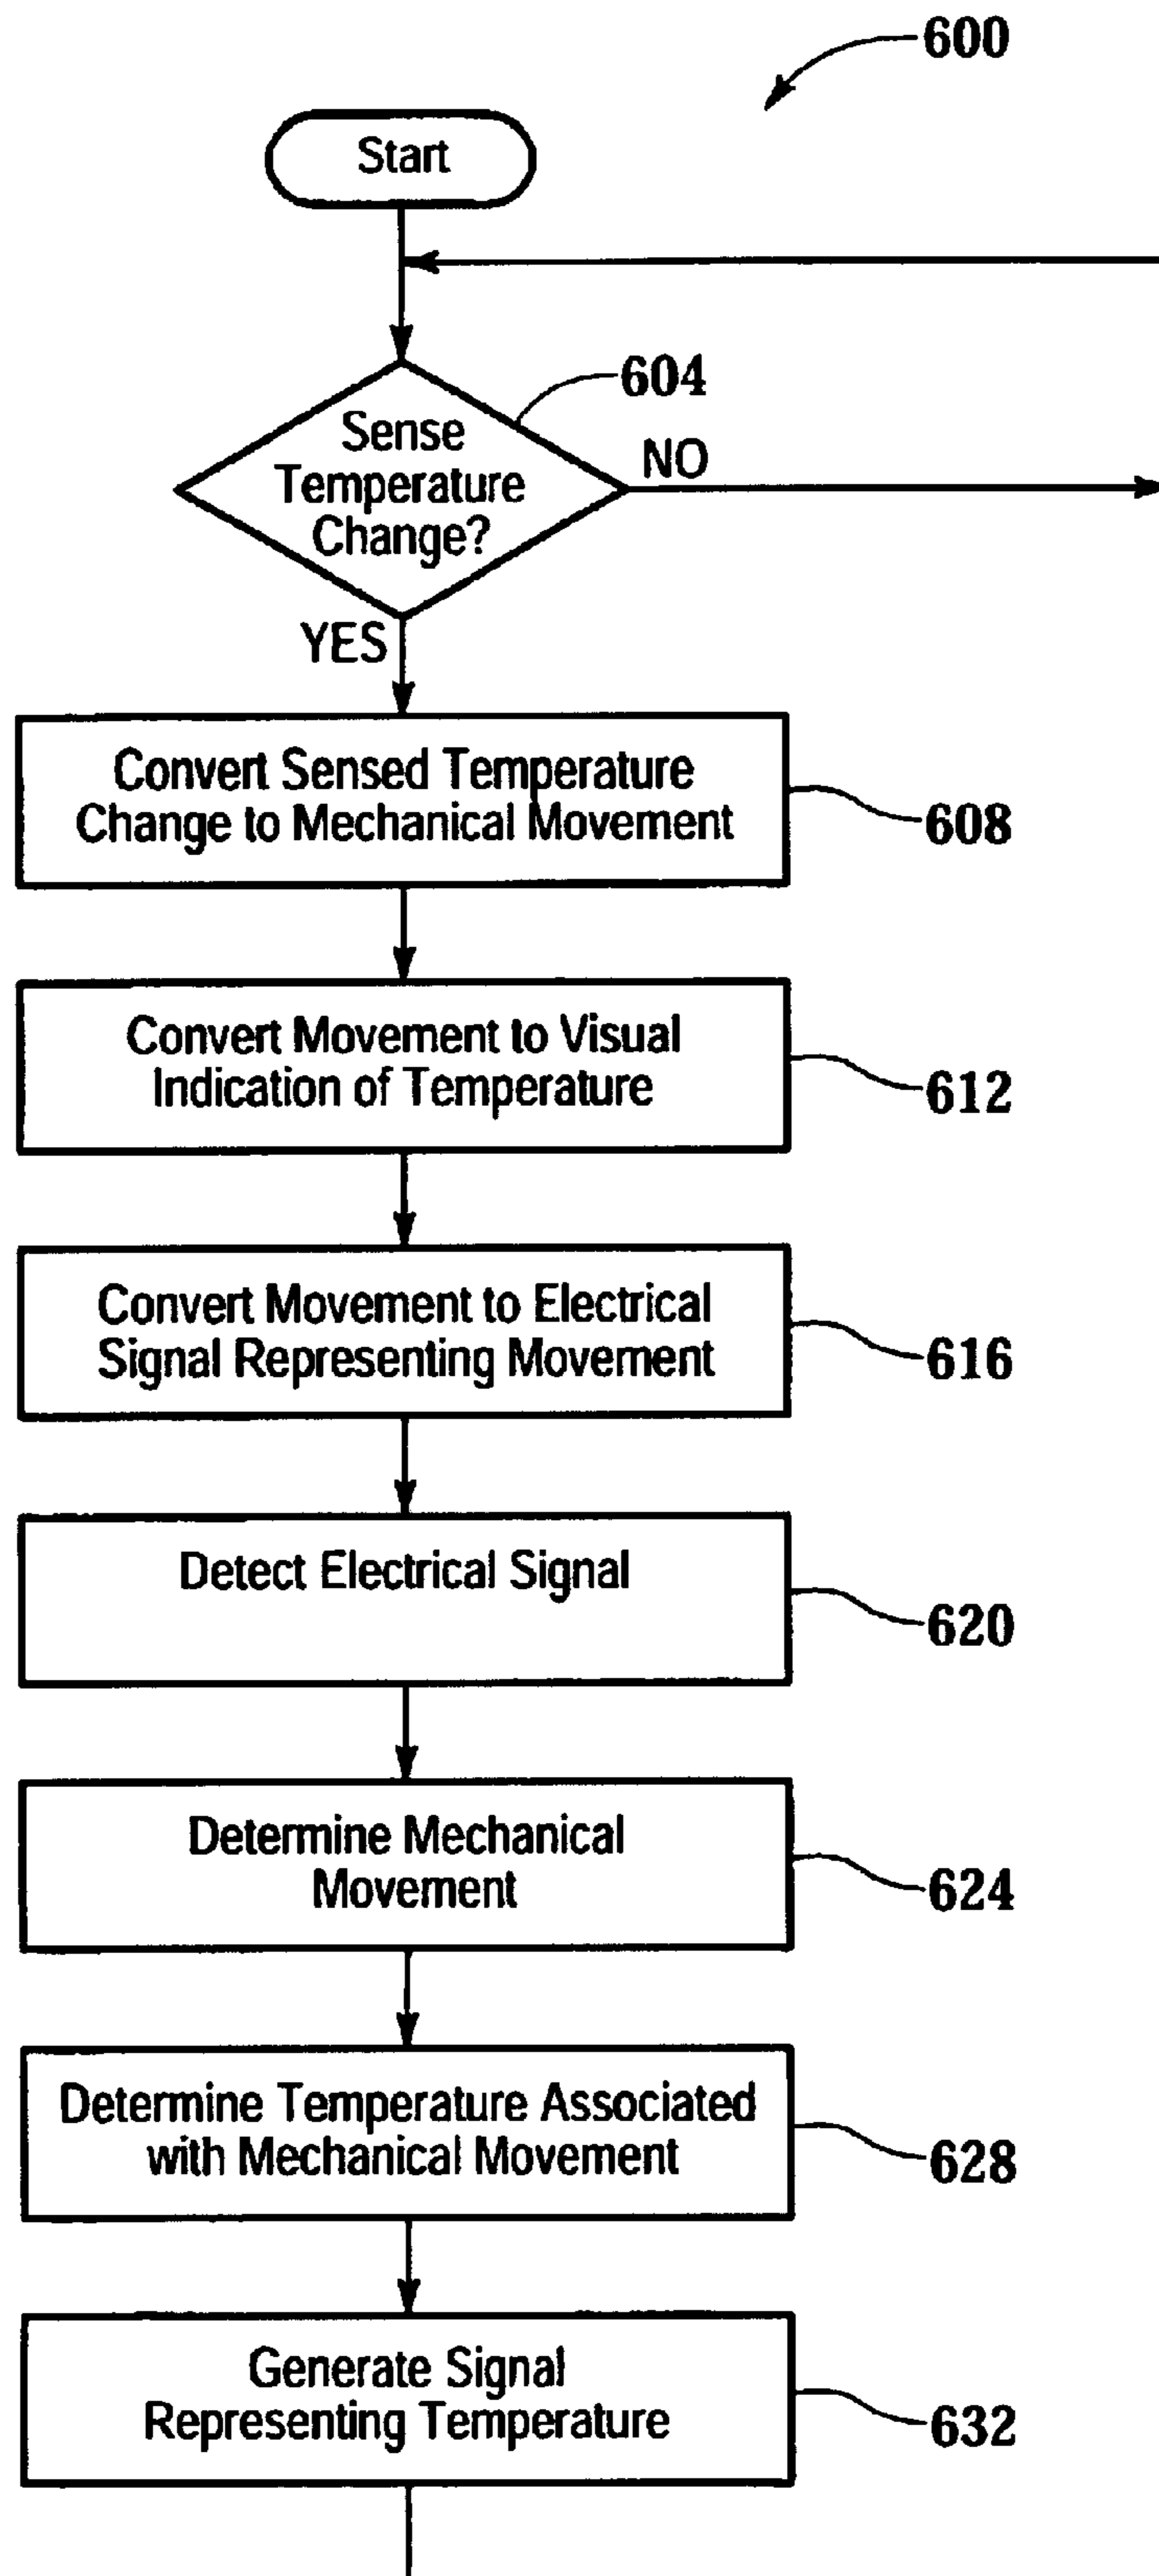 600
Start
604
Sense
Temperature
Change?
NO
YES
Convert Sensed Temperature
Change to Mechanical Movement
608
Convert Movement to Visual
Indication of Temperature
612
Convert Movement to Electrical
Signal Representing Movement
616
Detect Electrical Signal
620
Determine Mechanical
Movement
624
Determine Temperature Associated
with Mechanical Movement
628
Generate Signal
Representing Temperature
632